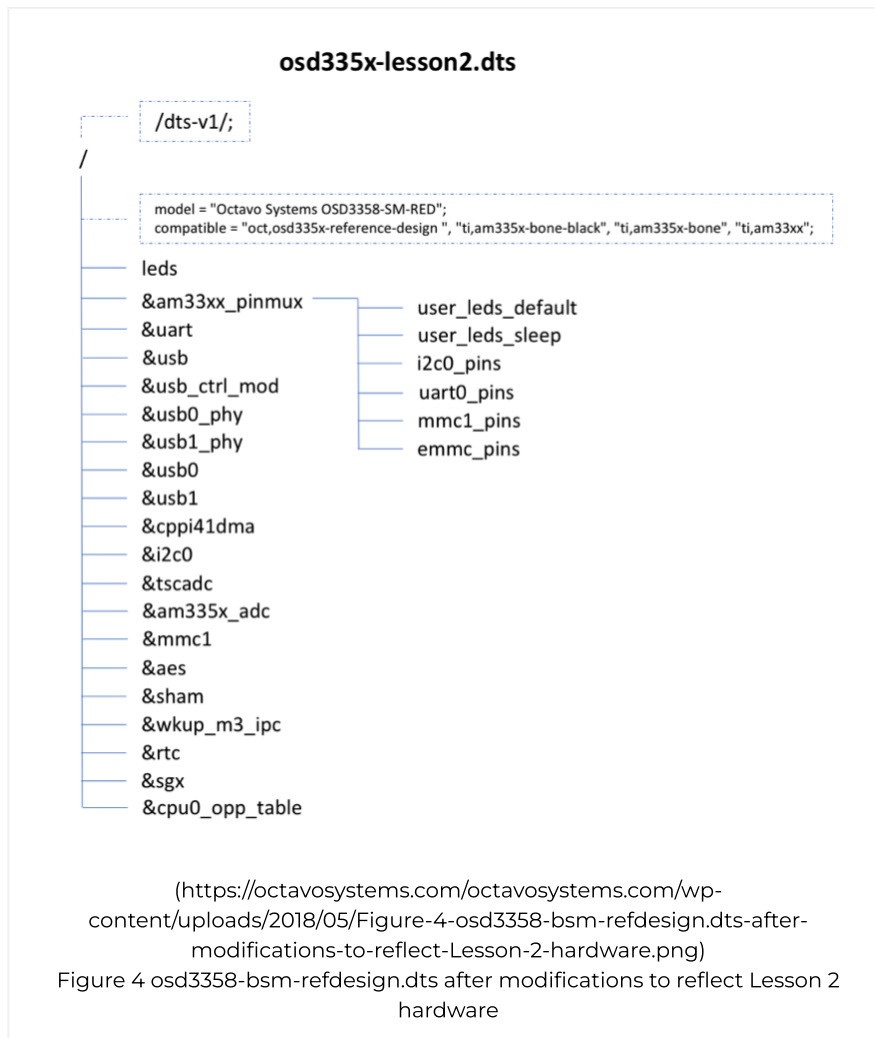 osd335x-lesson2.dts
/dts-v1/;
/
model = "Octavo Systems OSD3358-SM-RED";
compatible = "oct,osd335x-reference-design ", "ti,am335x-bone-black", "ti,am335x-bone", "ti,am33xx";
leds
&am33xx_pinmux
user_leds_default
user_leds_sleep
i2c0_pins
uart0_pins
mmc1_pins
emmc_pins
&uart
&usb
&usb_ctrl_mod
&usb0_phy
&usb1_phy
&usb0
&usb1
&cppi41dma
&i2c0
&tscadc
&am335x_adc
&mmc1
&aes
&sham
&wkup_m3_ipc
&rtc
&sgx
&cpu0_opp_table
(https://octavosystems.com/octavosystems.com/wp-
content/uploads/2018/05/Figure-4-osd3358-bsm-refdesign.dts-after-
modifications-to-reflect-Lesson-2-hardware.png)
Figure 4 osd3358-bsm-refdesign.dts after modifications to reflect Lesson 2
hardware